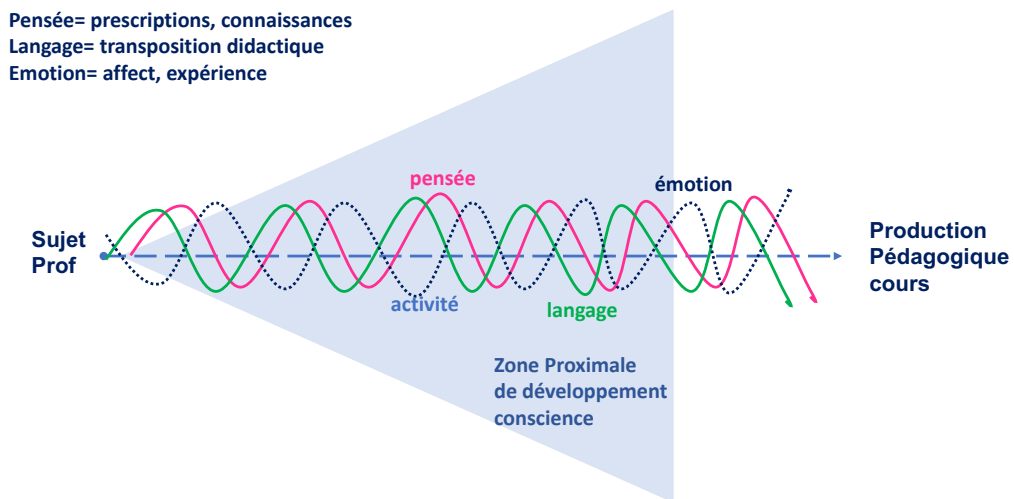 Pensée= prescriptions, connaissances
Langage= transposition didactique
Emotion= affect, expérience
pensée
émotion
Sujet
Prof
Production
Pédagogique
cours
activité
langage
Zone Proximale
de développement
conscience